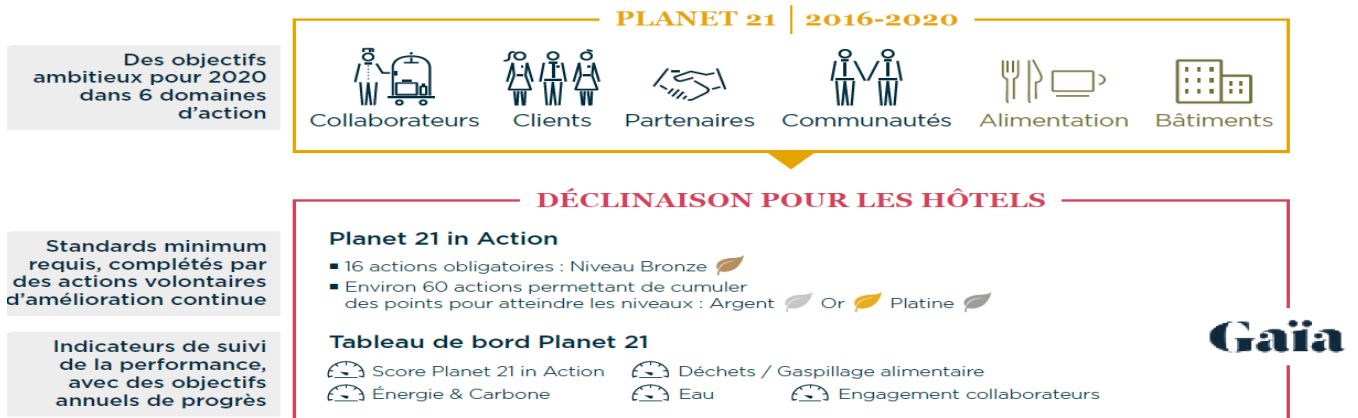 PLANET 21 | 2016-2020
Des objectifs
ambitieux pour 2020
dans 6 domaines
d'action
Collaborateurs Clients Partenaires Communautés Alimentation Bâtiments
DÉCLINAISON POUR LES HÔTELS
Standards minimum
requis, complétés par
des actions volontaires
d'amélioration continue
Planet 21 in Action
▪ 16 actions obligatoires : Niveau Bronze
▪ Environ 60 actions permettant de cumuler
des points pour atteindre les niveaux : Argent Or Platine
Gaïa
Indicateurs de suivi
de la performance,
avec des objectifs
annuels de progrès
Tableau de bord Planet 21
Score Planet 21 in Action Déchets / Gaspillage alimentaire
Énergie & Carbone Eau Engagement collaborateurs